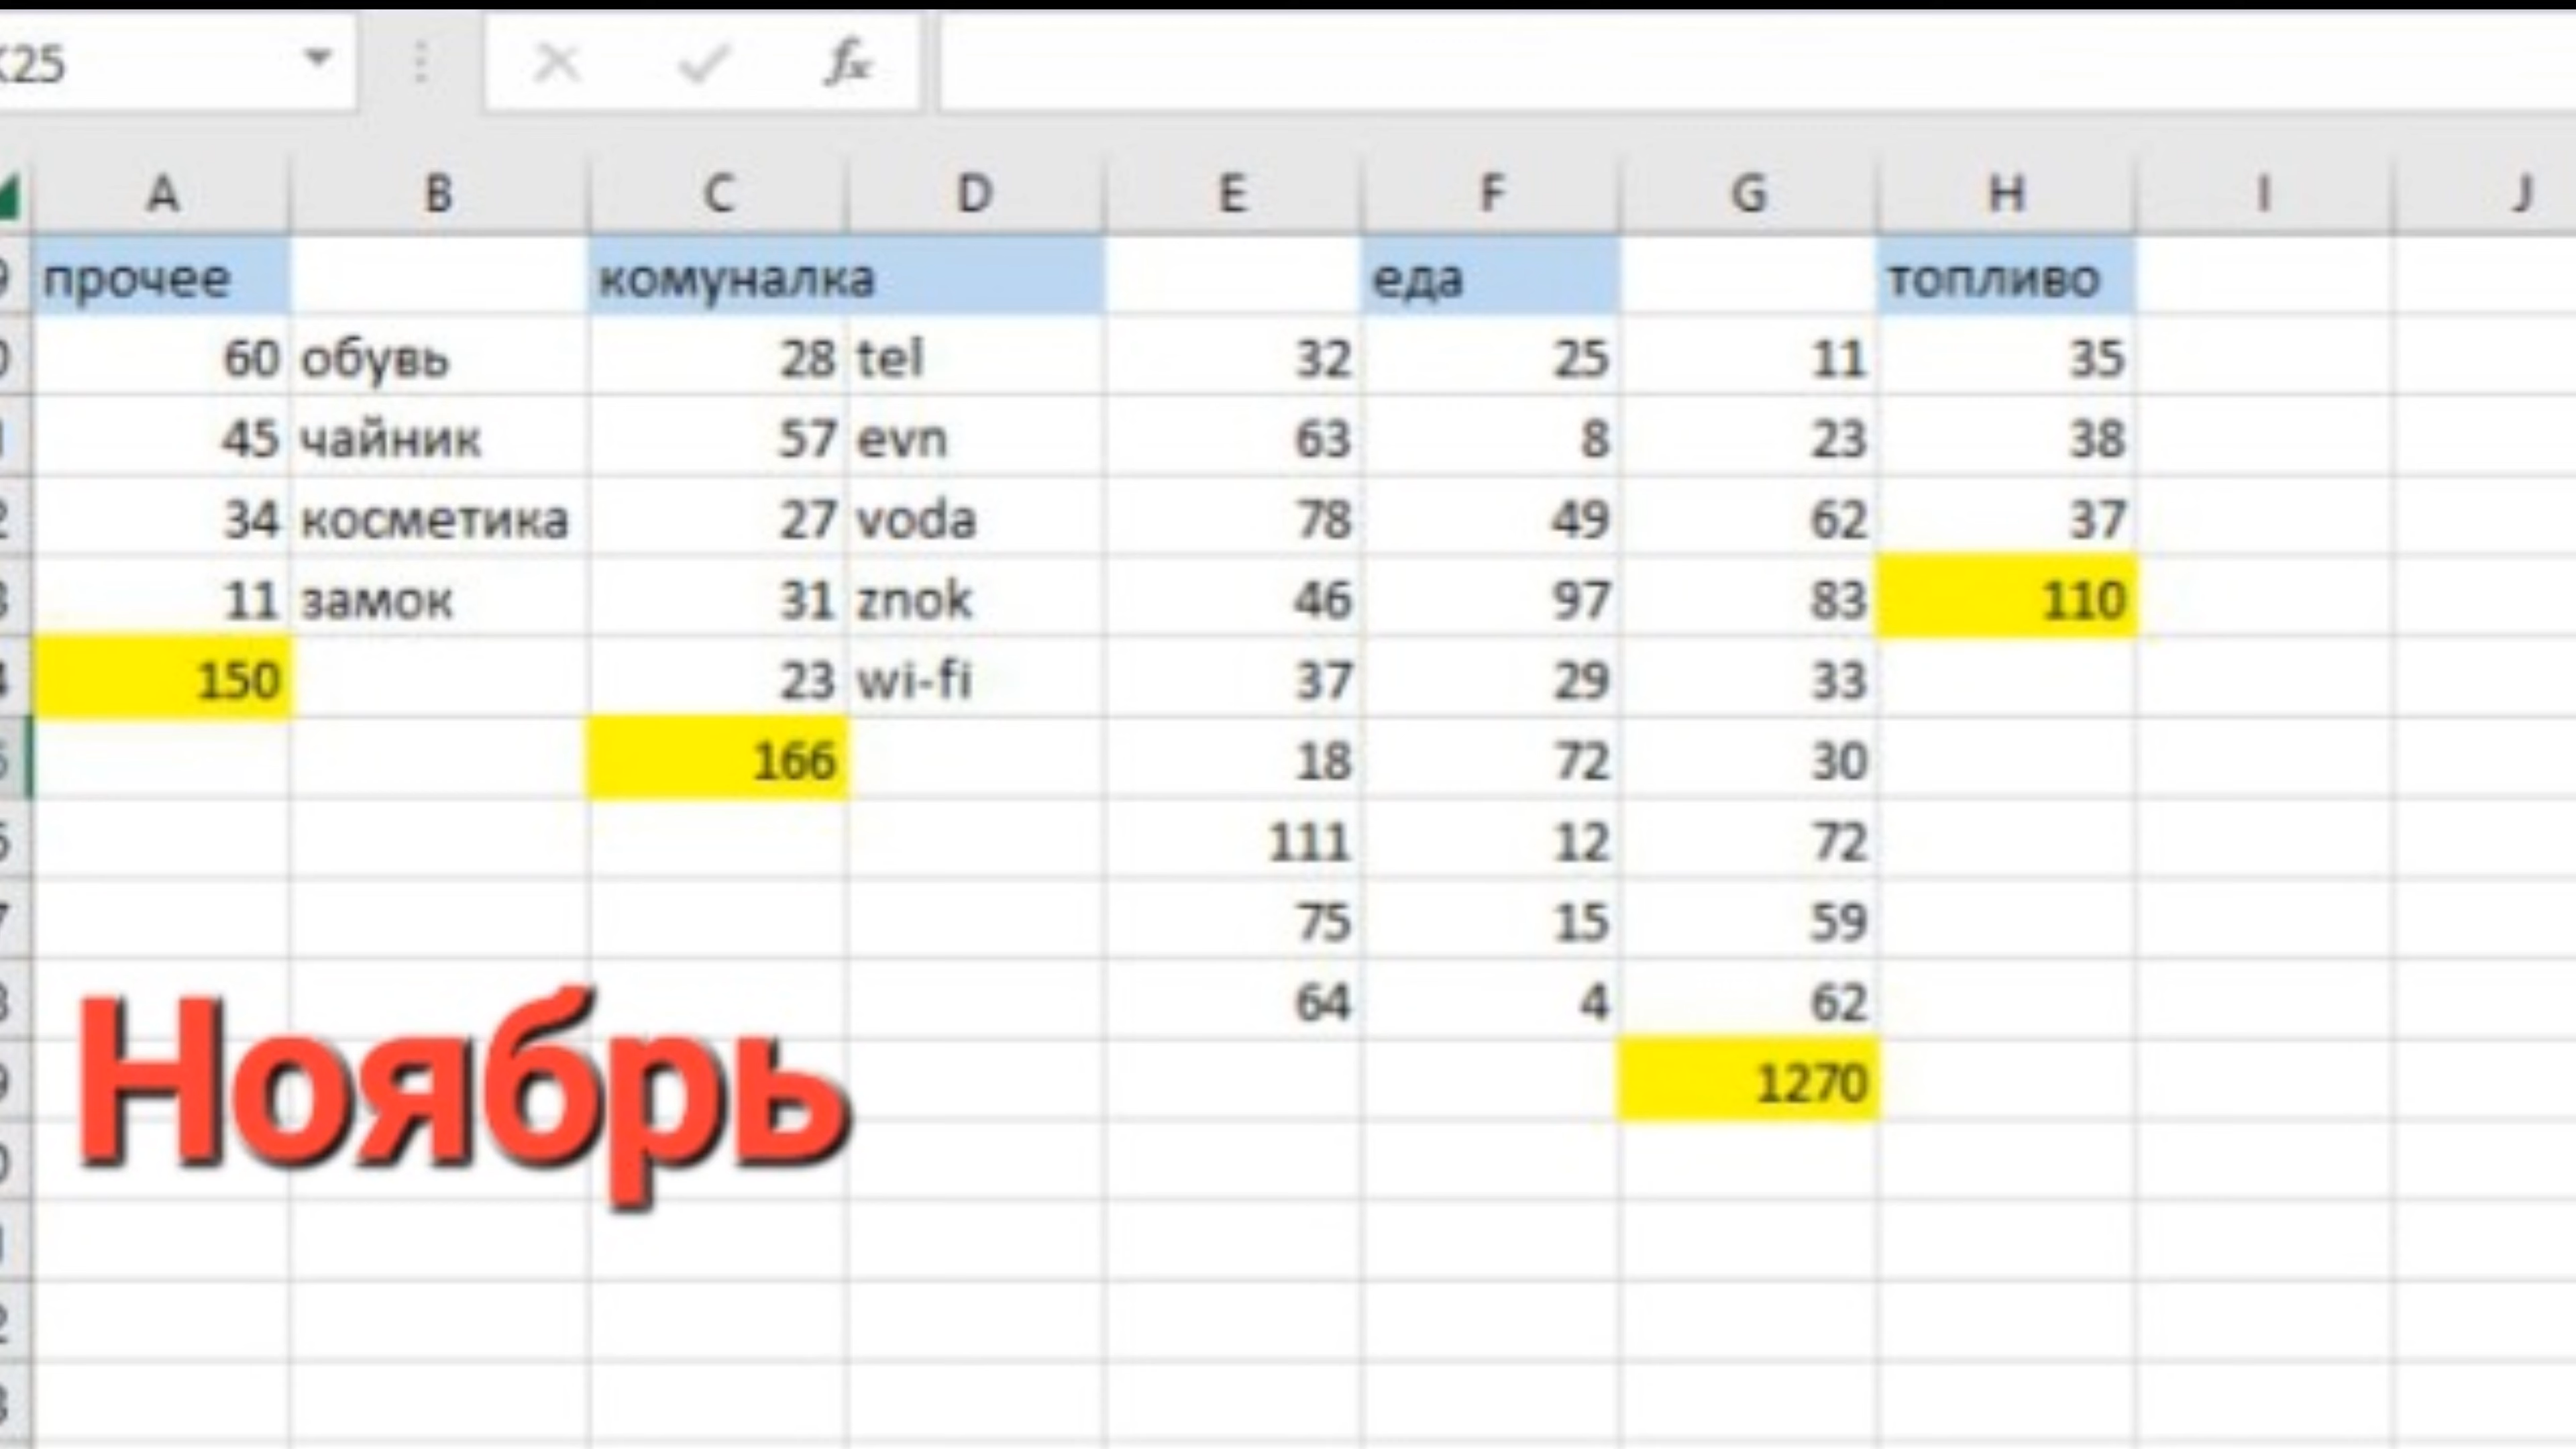 K25 fx
A B C D E F G H I J
прочее комуналка еда топливо
60 обувь 28 tel 32 25 11 35
45 чайник 57 evn 63 8 23 38
34 косметика 27 voda 78 49 62 37
11 замок 31 znok 46 97 83 110
150 23 wi-fi 37 29 33
166 18 72 30
111 12 72
75 15 59
64 4 62
1270
Ноябрь